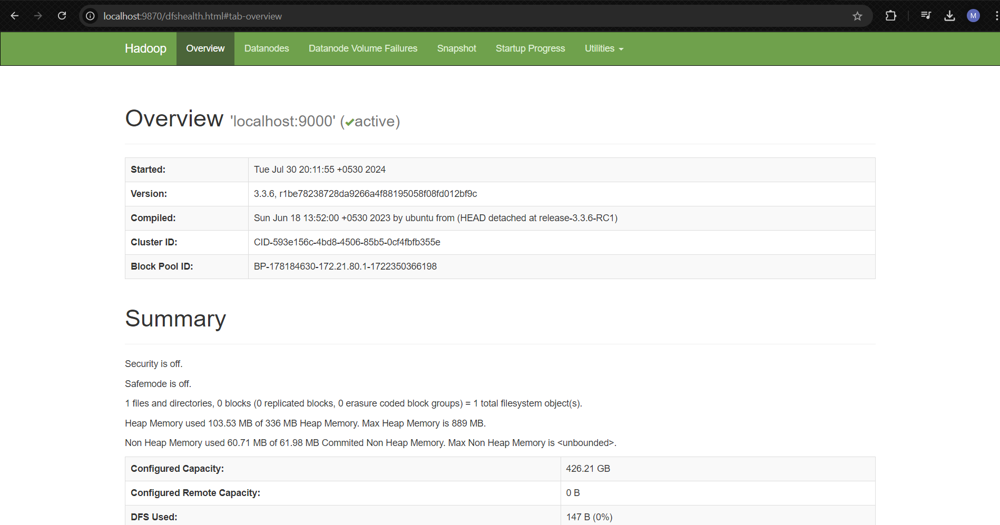 localhost:9870/dfshealth.html#tab-overview
M
Hadoop Overview Datanodes Datanode Volume Failures Snapshot Startup Progress Utilities
Overview 'localhost:9000' (✔active)
Started: Tue Jul 30 20:11:55 +0530 2024
Version: 3.3.6, r1be78238728da9266a4f88195058f08fd012bf9c
Compiled: Sun Jun 18 13:52:00 +0530 2023 by ubuntu from (HEAD detached at release-3.3.6-RC1)
Cluster ID: CID-593e156c-4bd8-4506-85b5-0cf4fbfb355e
Block Pool ID: BP-178184630-172.21.80.1-1722350366198
Summary
Security is off.
Safemode is off.
1 files and directories, 0 blocks (0 replicated blocks, 0 erasure coded block groups) = 1 total filesystem object(s).
Heap Memory used 103.53 MB of 336 MB Heap Memory. Max Heap Memory is 889 MB.
Non Heap Memory used 60.71 MB of 61.98 MB Commited Non Heap Memory. Max Non Heap Memory is <unbounded>.
Configured Capacity: 426.21 GB
Configured Remote Capacity: 0 B
DFS Used: 147 B (0%)